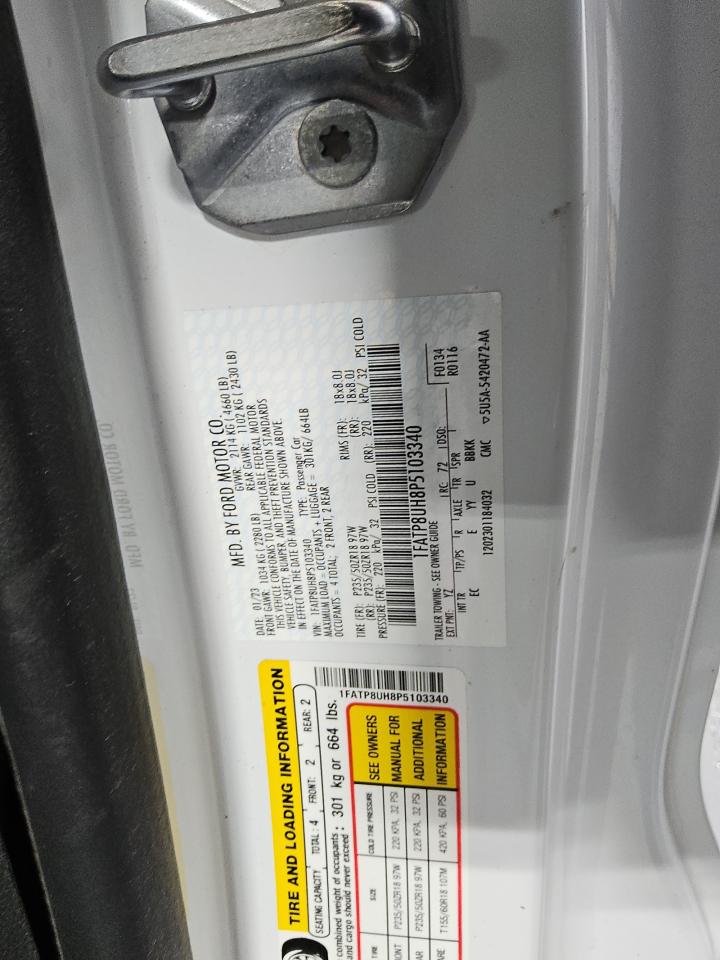 MFD. BY FORD MOTOR CO.
DATE: 01/23 GVWR: 2114 KG ( 4660 LB)
FRONT GAWR: 1034 KG ( 2280 LB) REAR GAWR: 1102 KG ( 2430 LB)
THIS VEHICLE CONFORMS TO ALL APPLICABLE FEDERAL MOTOR
VEHICLE SAFETY, BUMPER, AND THEFT PREVENTION STANDARDS
IN EFFECT ON THE DATE OF MANUFACTURE SHOWN ABOVE.
VIN: 1FATP8UH8P5103340 TYPE: Passenger Car
MAXIMUM LOAD = OCCUPANTS + LUGGAGE = 301KG/ 664LB
OCCUPANTS = 4 TOTAL; 2 FRONT, 2 REAR
TIRE (FR): P235/50ZR18 97W RIMS (FR): 18x8.0J
(RR): P235/50ZR18 97W (RR): 18x8.0J
PRESSURE (FR): 220 kPa/ 32 PSI COLD (RR): 220 kPa/ 32 PSI COLD
1FATP8UH8P5103340
TRAILER TOWING - SEE OWNER GUIDE F0134
EXT PNT: YZ RC: 72 DSO: R0116
INT TR TP/PS R AXLE TR SPR
EC E YY U BBKK
1202301184032 CMC ▽5U5A-5420472-AA
TIRE AND LOADING INFORMATION
SEATING CAPACITY TOTAL: 4 FRONT: 2 REAR: 2
combined weight of occupants
and cargo should never exceed: 301 kg or 664 lbs.
1FATP8UH8P5103340
SIZE COLD TIRE PRESSURE SEE OWNERS
P235/50ZR18 97W 220 KPA, 32 PSI MANUAL FOR
P235/50ZR18 97W 220 KPA, 32 PSI ADDITIONAL
T155/60R18 107M 420 KPA, 60 PSI INFORMATION